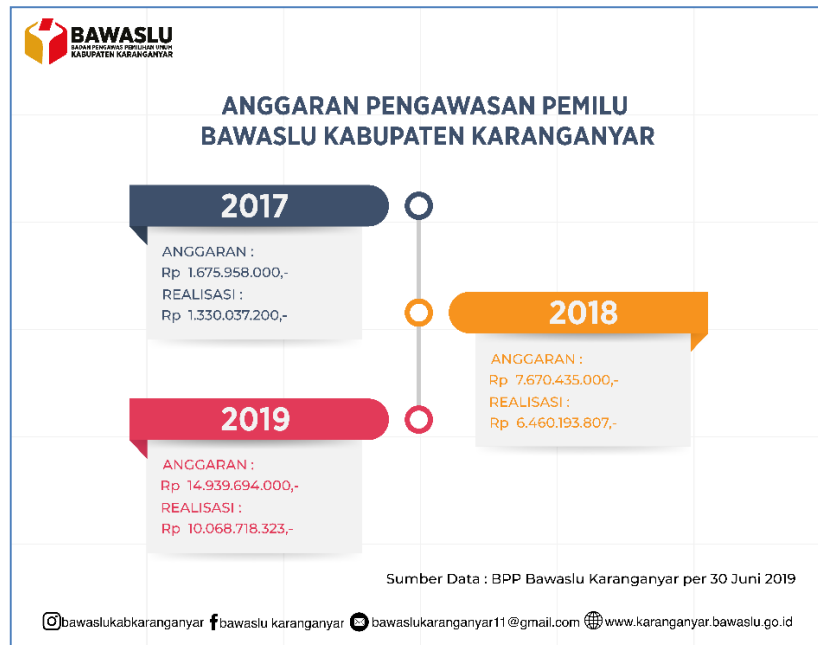 BAWASLU
BADAN PENGAWAS PEMILIHAN UMUM
KABUPATEN KARANGANYAR
ANGGARAN PENGAWASAN PEMILU
BAWASLU KABUPATEN KARANGANYAR
2017
ANGGARAN :
Rp 1.675.958.000,-
REALISASI :
Rp 1.330.037.200,-
2018
ANGGARAN :
Rp 7.670.435.000,-
REALISASI :
Rp 6.460.193.807,-
2019
ANGGARAN :
Rp 14.939.694.000,-
REALISASI :
Rp 10.068.718.323,-
Sumber Data : BPP Bawaslu Karanganyar per 30 Juni 2019
bawaslukabkaranganyar bawaslu karanganyar bawaslukaranganyar11@gmail.com www.karanganyar.bawaslu.go.id